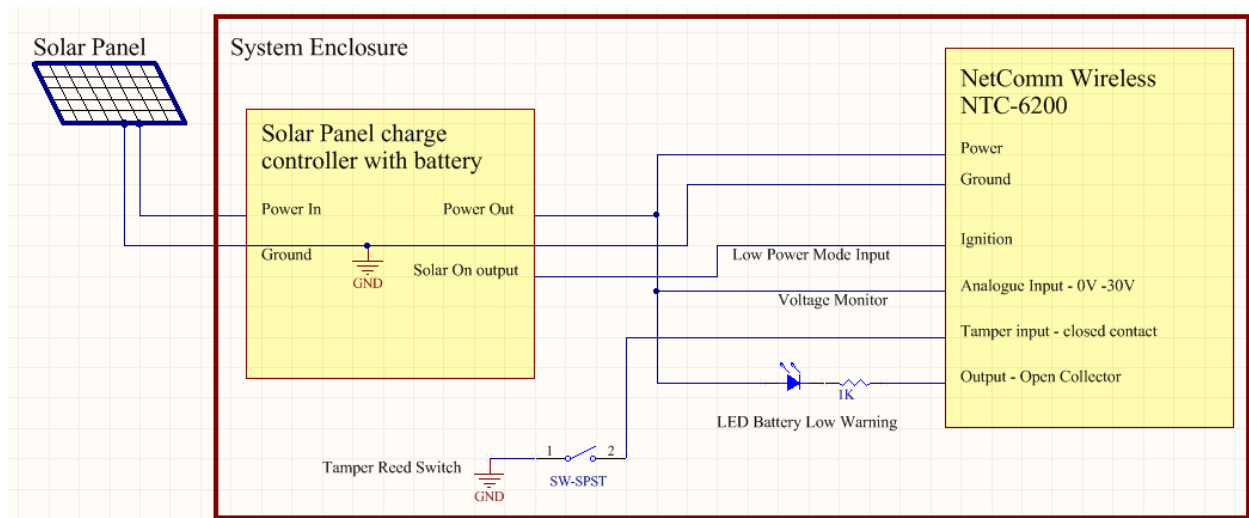 Solar Panel
System Enclosure
NetComm Wireless
NTC-6200
Solar Panel charge
controller with battery
Power
Ground
Power In
Power Out
Ignition
Ground
Low Power Mode Input
Solar On output
GND
Analogue Input - 0V -30V
Voltage Monitor
Tamper input - closed contact
Output - Open Collector
1K
LED Battery Low Warning
1
2
Tamper Reed Switch
SW-SPST
GND